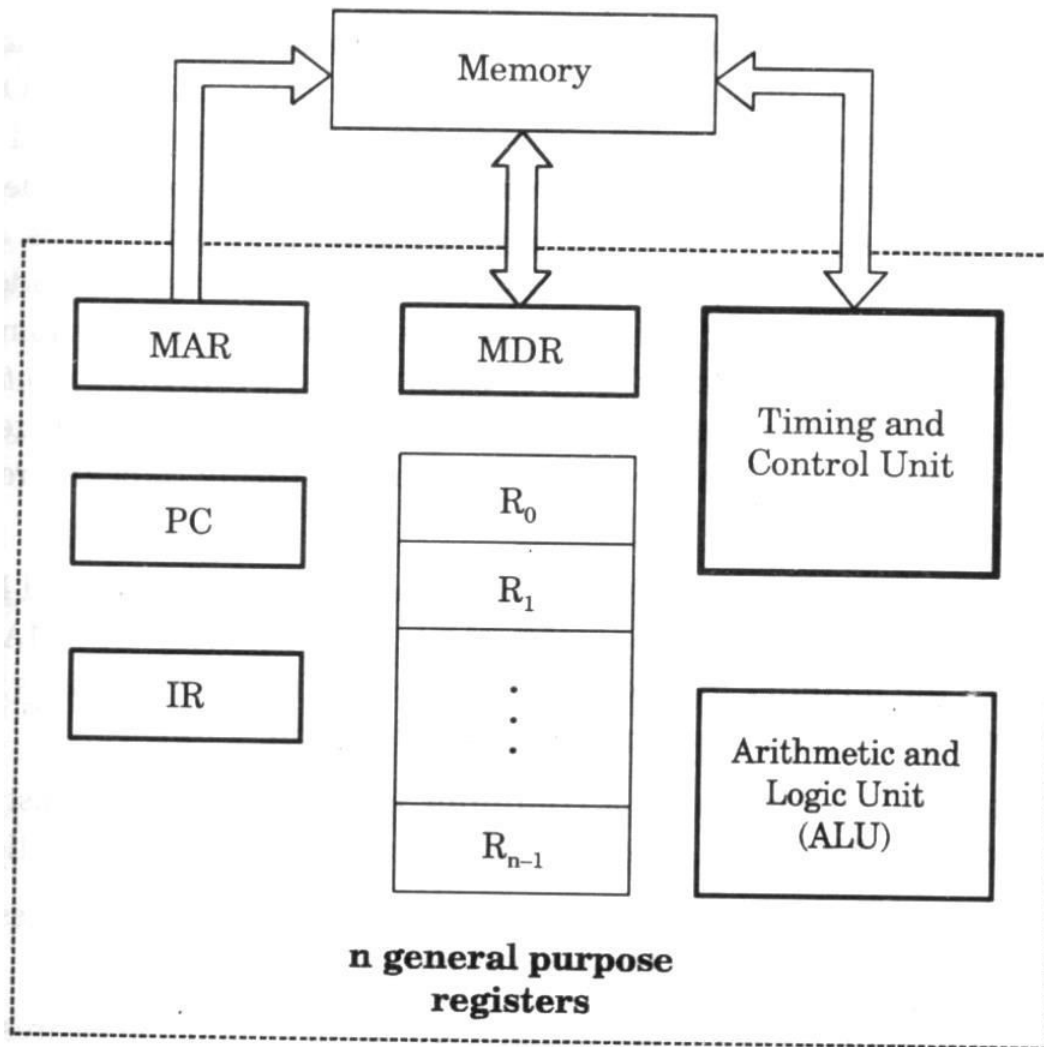 Memory
MAR
MDR
Timing and
Control Unit
PC
R₀
R₁
IR
Arithmetic and
Logic Unit
(ALU)
Rₙ₋₁
n general purpose
registers